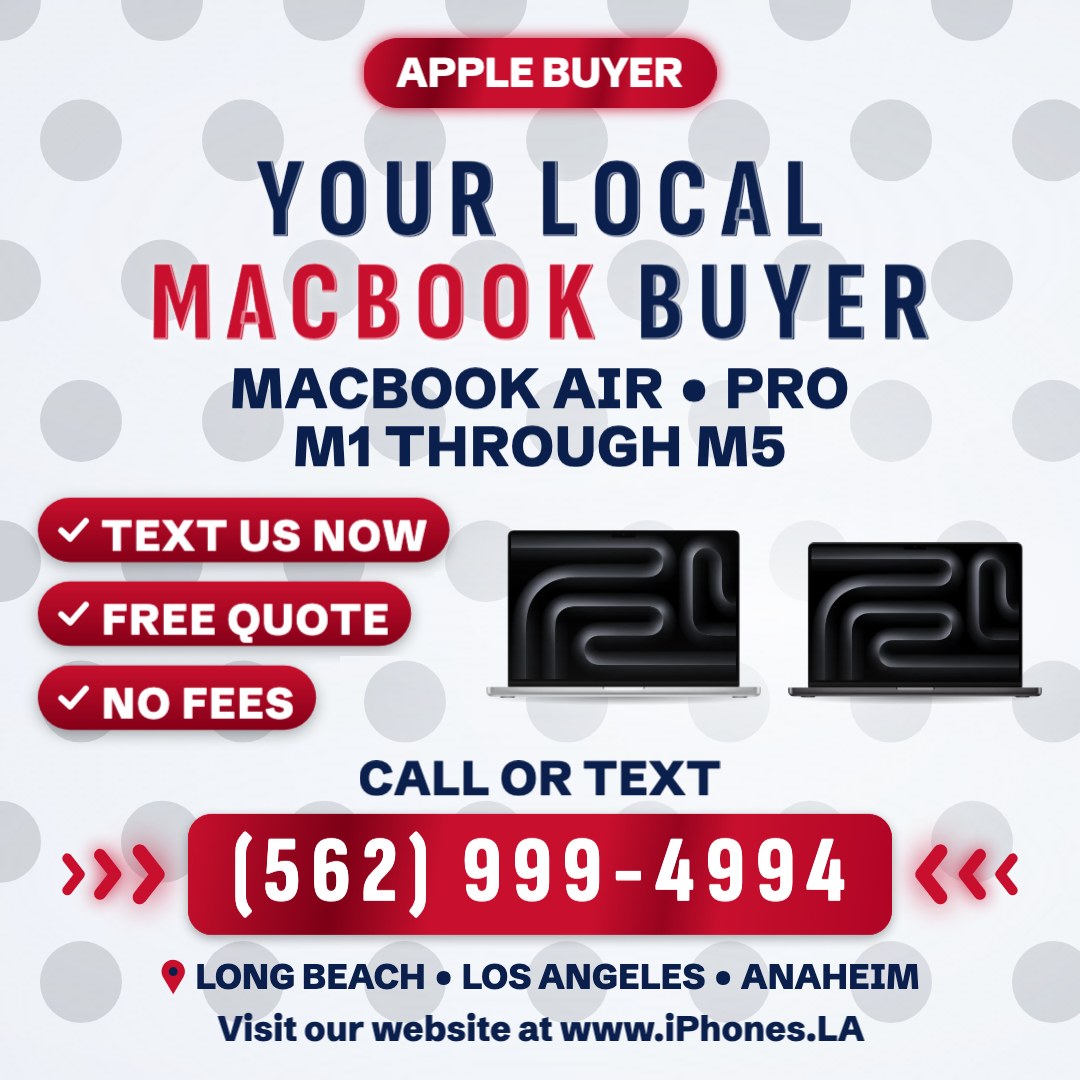 APPLE BUYER
YOUR LOCAL
MACBOOK BUYER
MACBOOK AIR • PRO
M1 THROUGH M5
✓ TEXT US NOW
✓ FREE QUOTE
✓ NO FEES
CALL OR TEXT
(562) 999-4994
LONG BEACH • LOS ANGELES • ANAHEIM
Visit our website at www.iPhones.LA